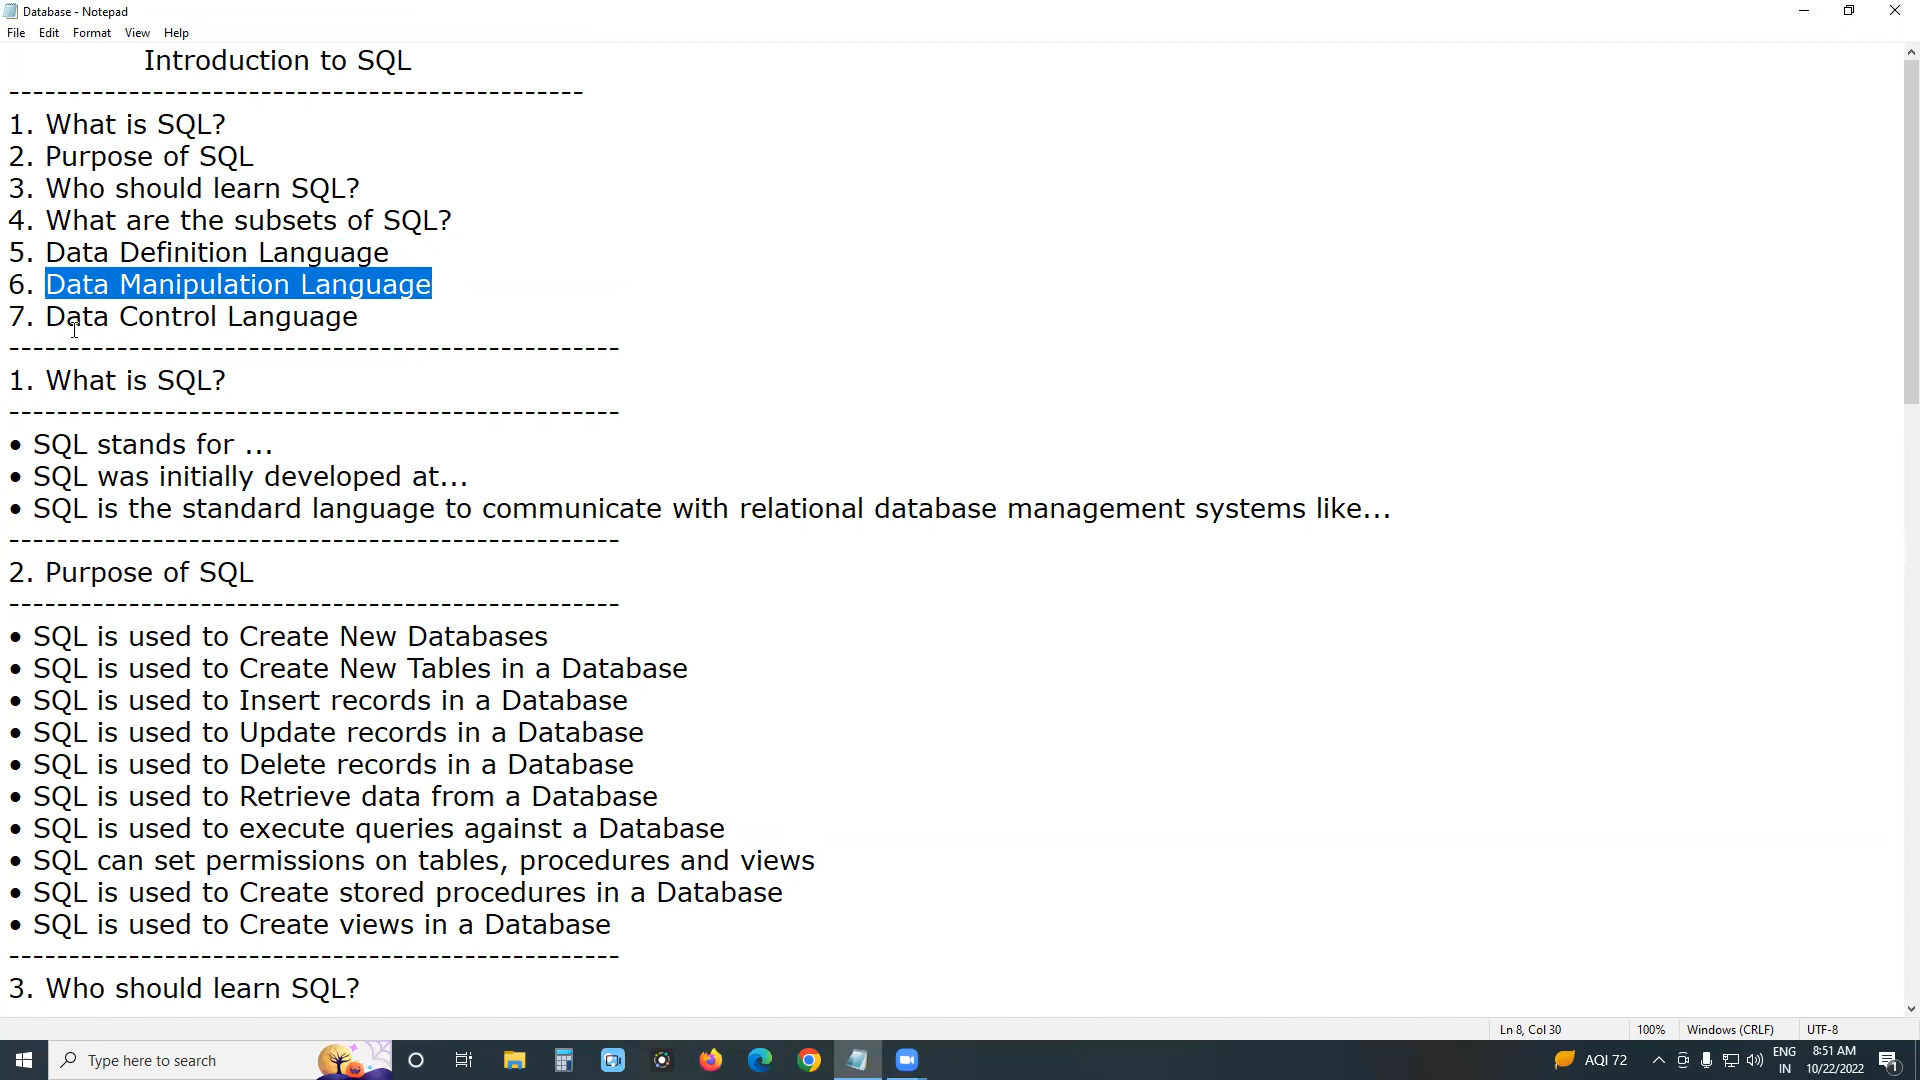 Database - Notepad
File Edit Format View Help
Introduction to SQL
------------------------------------------------
1. What is SQL?
2. Purpose of SQL
3. Who should learn SQL?
4. What are the subsets of SQL?
5. Data Definition Language
6. Data Manipulation Language
7. Data Control Language
---------------------------------------------------
1. What is SQL?
---------------------------------------------------
• SQL stands for ...
• SQL was initially developed at...
• SQL is the standard language to communicate with relational database management systems like...
---------------------------------------------------
2. Purpose of SQL
---------------------------------------------------
• SQL is used to Create New Databases
• SQL is used to Create New Tables in a Database
• SQL is used to Insert records in a Database
• SQL is used to Update records in a Database
• SQL is used to Delete records in a Database
• SQL is used to Retrieve data from a Database
• SQL is used to execute queries against a Database
• SQL can set permissions on tables, procedures and views
• SQL is used to Create stored procedures in a Database
• SQL is used to Create views in a Database
---------------------------------------------------
3. Who should learn SQL?
Ln 8, Col 30 100% Windows (CRLF) UTF-8
Type here to search
AQI 72
ENG
IN
8:51 AM
10/22/2022
1